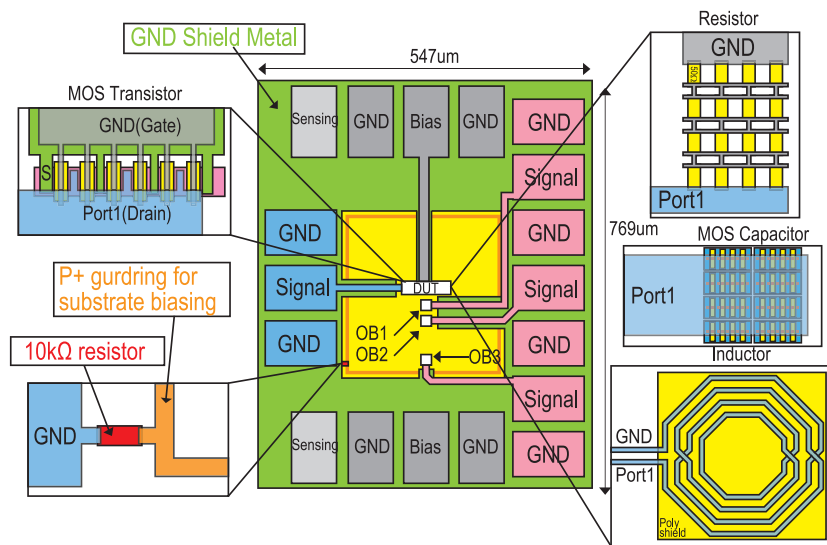 GND Shield Metal
547um
Resistor
GND
50Ω
Port1
MOS Transistor
GND(Gate)
S
Port1(Drain)
Sensing
GND
Bias
GND
GND
Signal
GND
Signal
GND
Signal
GND
GND
Signal
GND
DUT
OB1
OB2
OB3
769um
MOS Capacitor
Port1
P+ gurdring for
substrate biasing
10kΩ resistor
GND
Sensing
GND
Bias
GND
Inductor
GND
Port1
Poly
shield